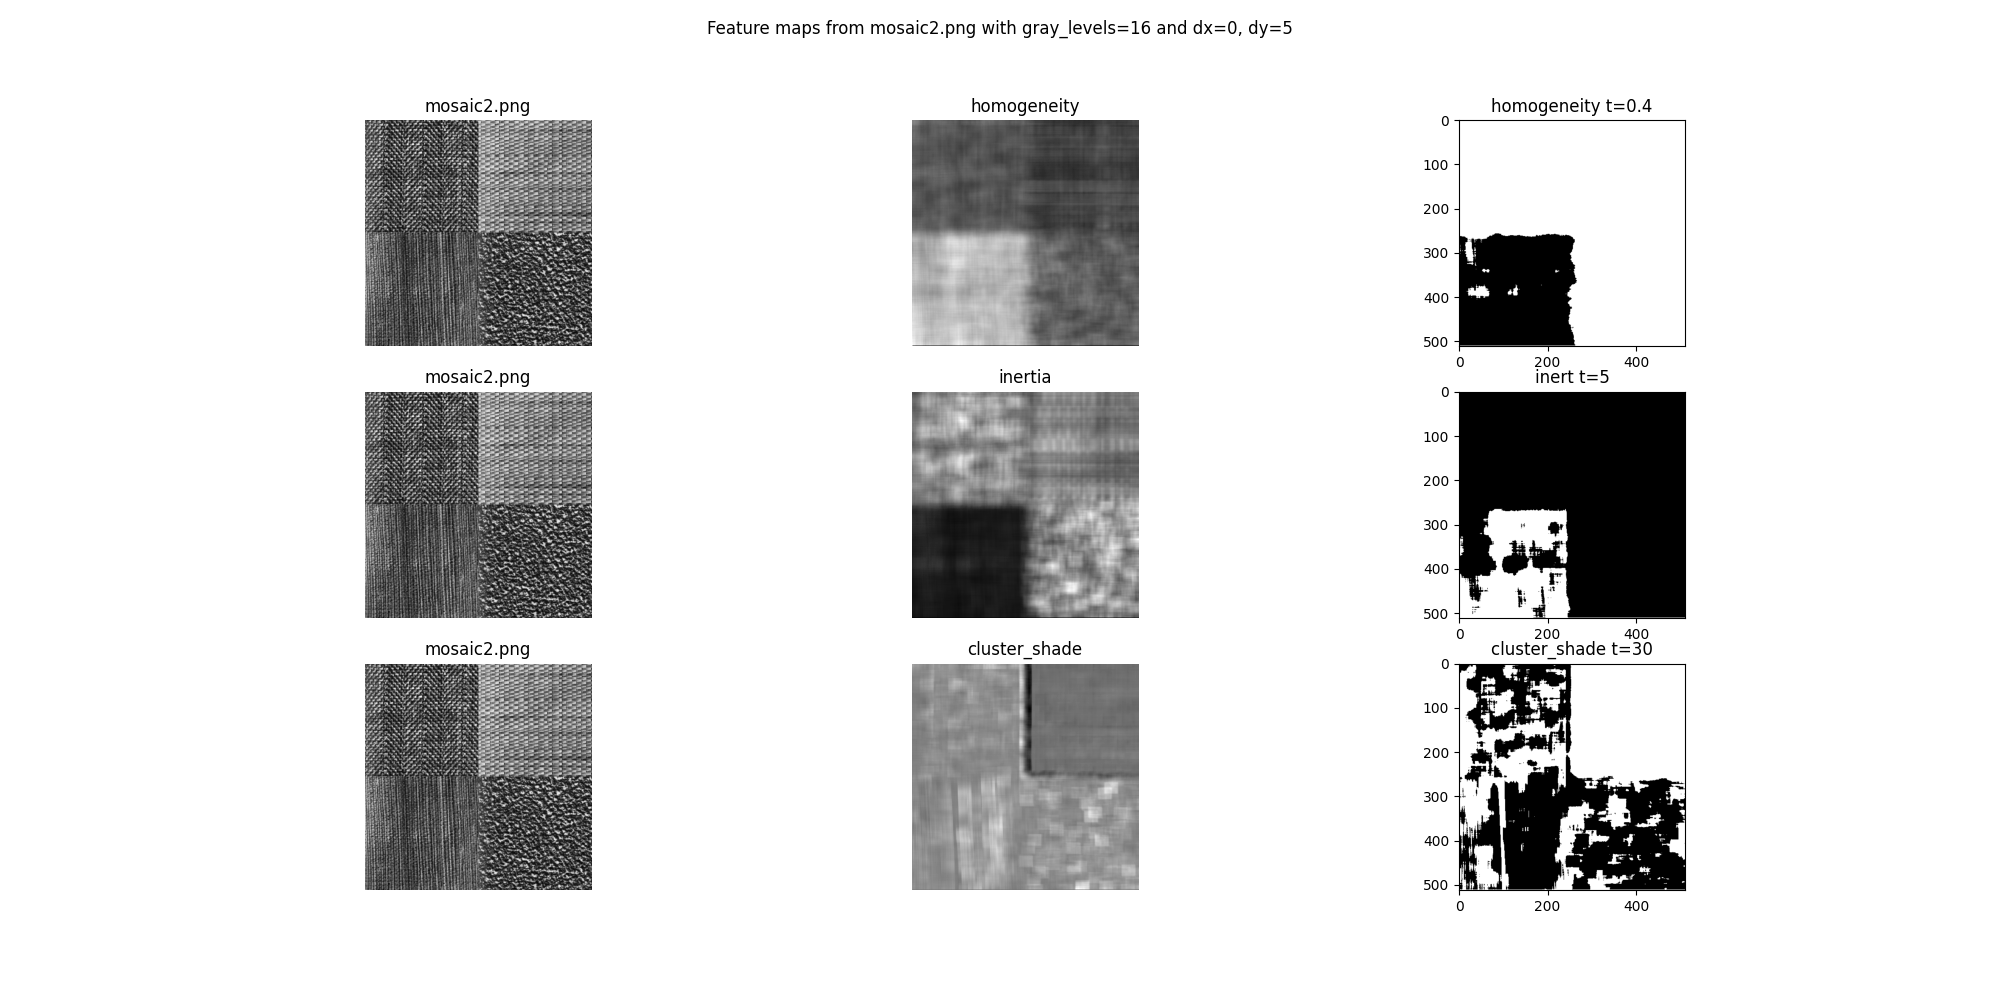 Feature maps from mosaic2.png with gray_levels=16 and dx=0, dy=5
mosaic2.png
homogeneity
homogeneity t=0.4
0
100
200
300
400
500
0 200 400
mosaic2.png
inertia
inert t=5
0
100
200
300
400
500
0 200 400
mosaic2.png
cluster_shade
cluster_shade t=30
0
100
200
300
400
500
0 200 400